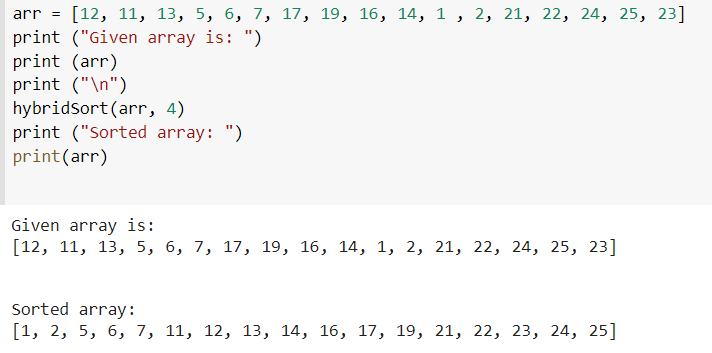 arr = [12, 11, 13, 5, 6, 7, 17, 19, 16, 14, 1 , 2, 21, 22, 24, 25, 23]
print ("Given array is: ")
print (arr)
print ("\n")
hybridSort(arr, 4)
print ("Sorted array: ")
print(arr)
Given array is:
[12, 11, 13, 5, 6, 7, 17, 19, 16, 14, 1, 2, 21, 22, 24, 25, 23]
Sorted array:
[1, 2, 5, 6, 7, 11, 12, 13, 14, 16, 17, 19, 21, 22, 23, 24, 25]